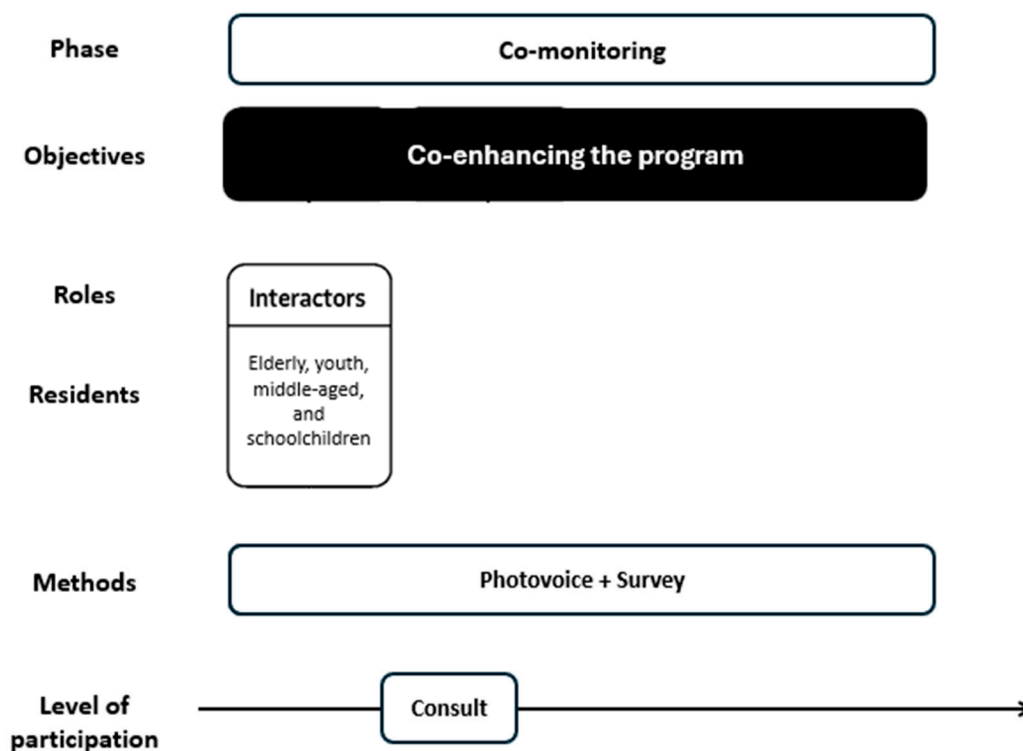 Phase
Co-monitoring
Objectives
Co-enhancing the program
Roles
Interactors
Residents
Elderly, youth,
middle-aged,
and
schoolchildren
Methods
Photovoice + Survey
Level of
participation
Consult